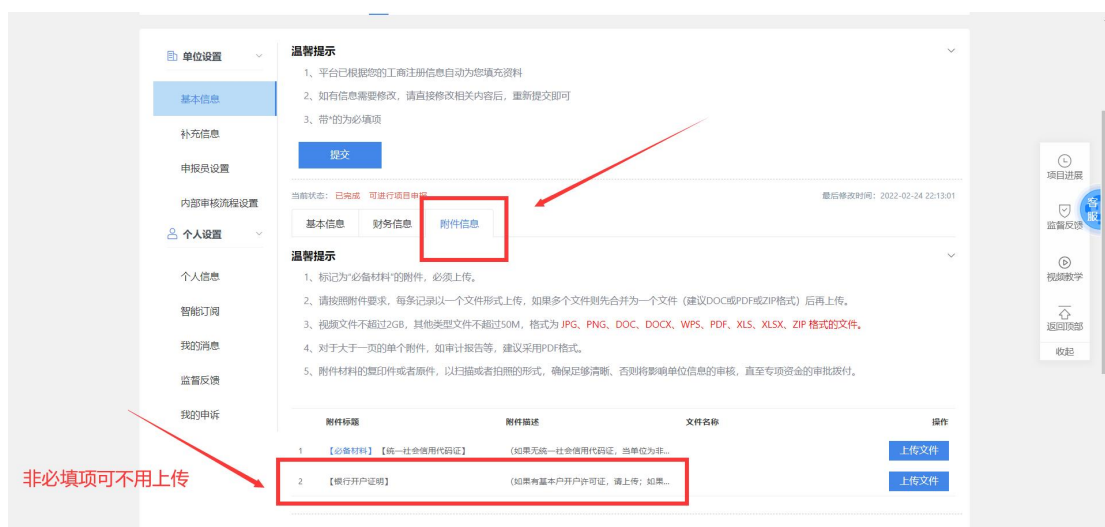 单位设置
基本信息
补充信息
申报员设置
内部审核流程设置
个人设置
个人信息
智能订阅
我的消息
监督反馈
我的申诉
温馨提示
1、平台已根据您的工商注册信息自动为您填充资料
2、如有信息需要修改，请直接修改相关内容后，重新提交即可
3、带*的为必填项
提交
当前状态：已完成 可进行项目申报
最后修改时间：2022-02-24 22:13:01
基本信息 财务信息 附件信息
温馨提示
1、标记为“必备材料”的附件，必须上传。
2、请按照附件要求，每条记录以一个文件形式上传，如果多个文件则先合并为一个文件（建议DOC或PDF或ZIP格式）后再上传。
3、视频文件不超过2GB，其他类型文件不超过50M，格式为 JPG、PNG、DOC、DOCX、WPS、PDF、XLS、XLSX、ZIP 格式的文件。
4、对于大于一页的单个附件，如审计报告等，建议采用PDF格式。
5、附件材料的复印件或者原件，以扫描或者拍照的形式，确保足够清晰、否则将影响单位信息的审核，直至专项资金的审批拨付。
附件标题 附件描述 文件名称 操作
1 【必备材料】【统一社会信用代码证】 （如果无统一社会信用代码证，当单位为非... 上传文件
2 【银行开户证明】 （如果有基本户开户许可证，请上传；如果... 上传文件
非必填项可不用上传
项目进展
监督反馈
客服
视频教学
返回顶部
收起